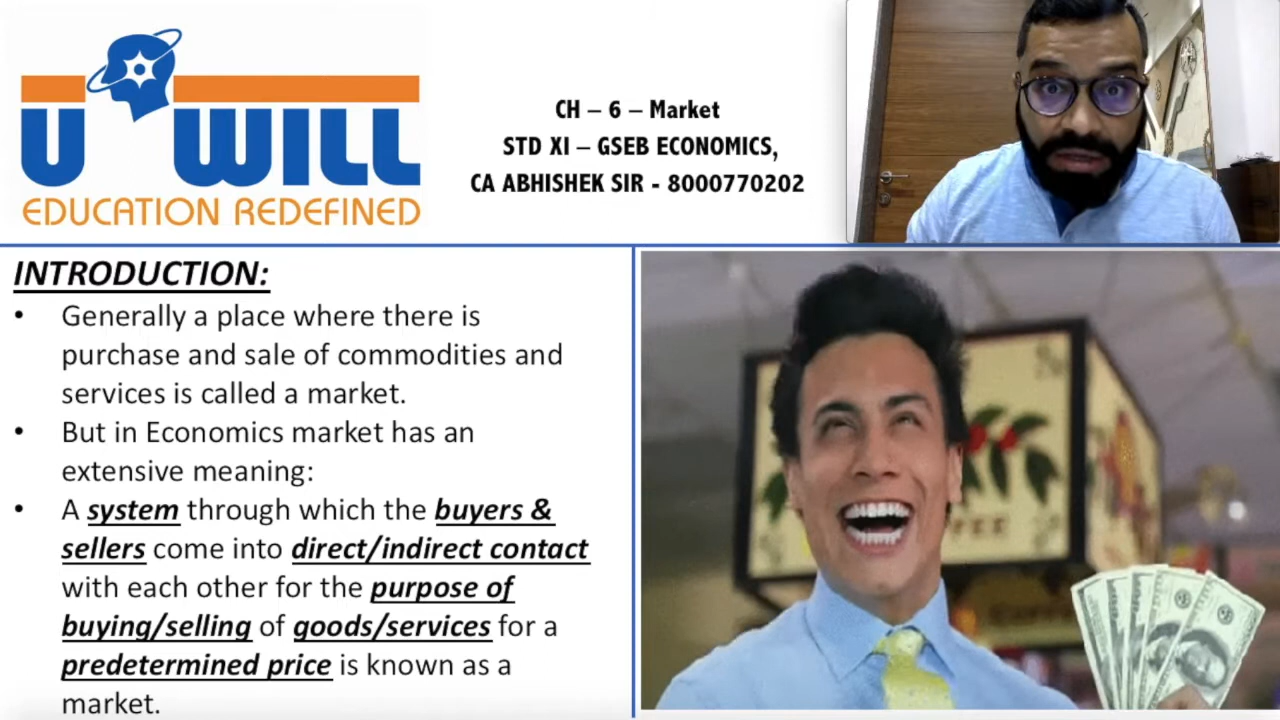 U WILL
EDUCATION REDEFINED
CH – 6 – Market
STD XI – GSEB ECONOMICS,
CA ABHISHEK SIR - 8000770202
INTRODUCTION:
• Generally a place where there is
purchase and sale of commodities and
services is called a market.
• But in Economics market has an
extensive meaning:
• A system through which the buyers &
sellers come into direct/indirect contact
with each other for the purpose of
buying/selling of goods/services for a
predetermined price is known as a
market.